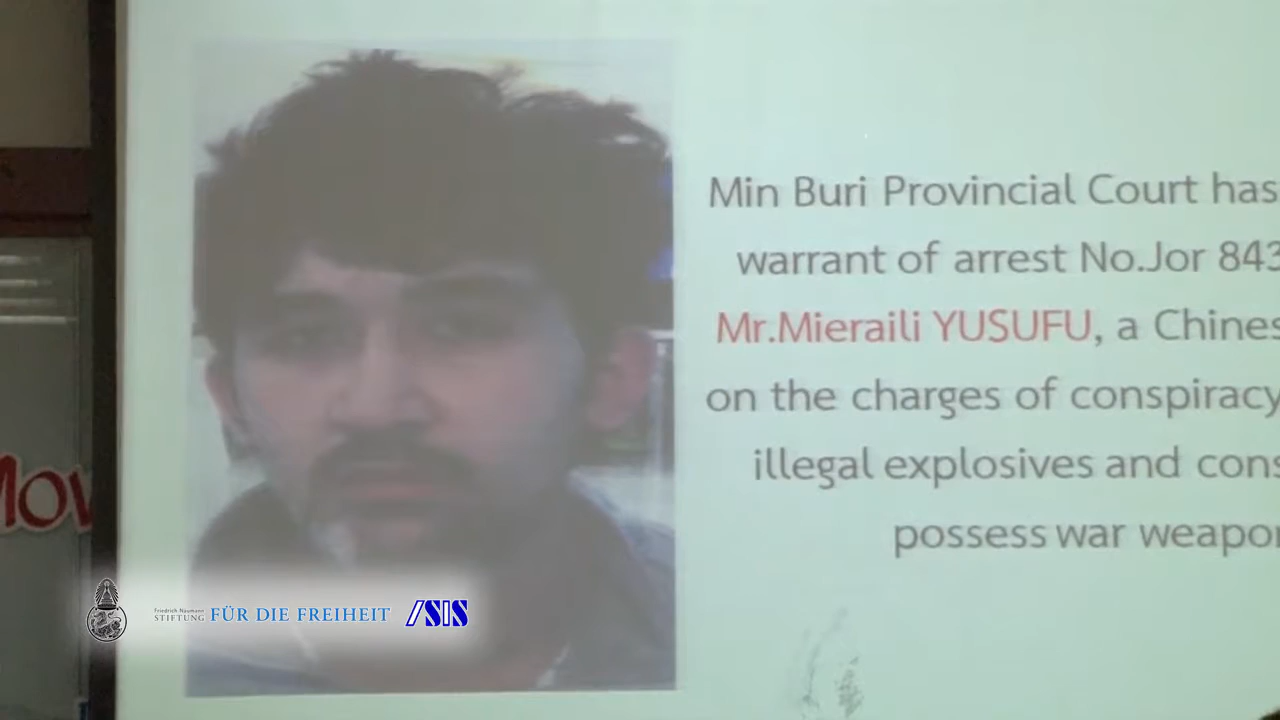 Min Buri Provincial Court has
warrant of arrest No.Jor 843
Mr.Mieraili YUSUFU, a Chines
on the charges of conspiracy
illegal explosives and cons
possess war weapon
Mov
Friedrich Naumann
STIFTUNG FÜR DIE FREIHEIT
ISIS